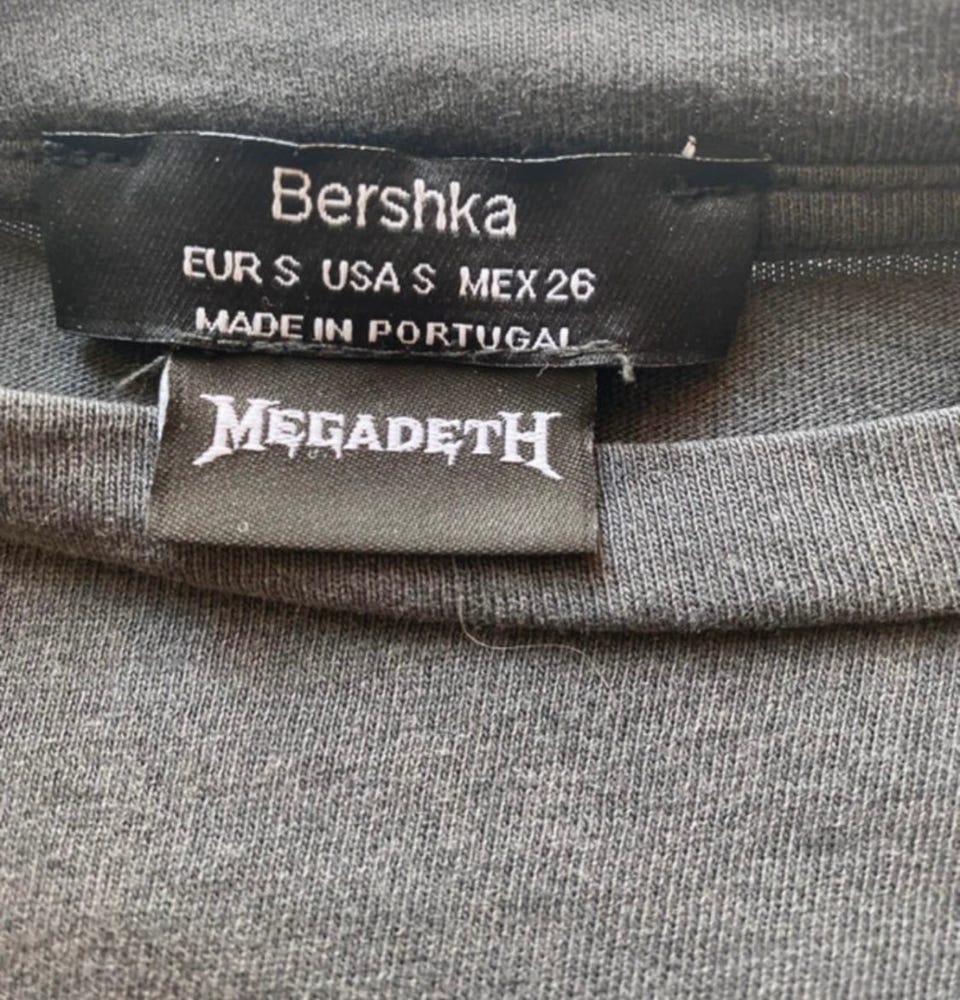 Bershka
EUR S USA S MEX 26
MADE IN PORTUGAL
MEGADETH